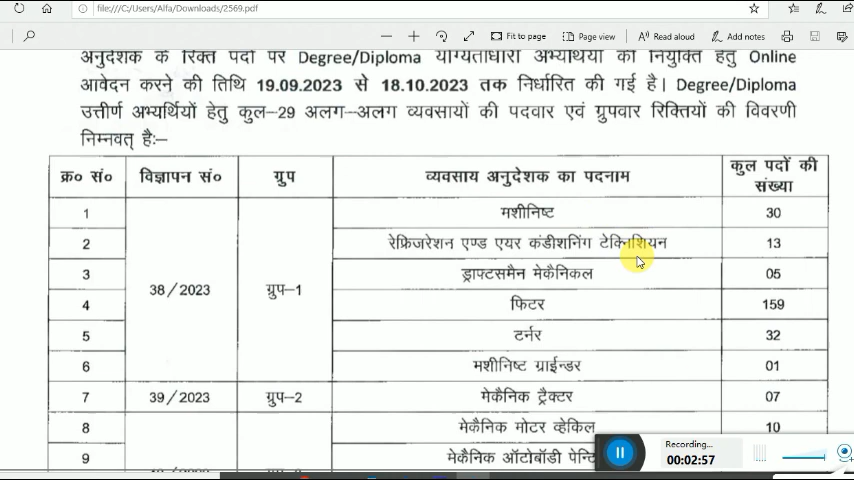 file:///C:/Users/Alfa/Downloads/2569.pdf
Fit to page
Page view
Read aloud
Add notes
अनुदेशक के रिक्त पदों पर Degree/Diploma योग्यताधारी अभ्यर्थियों की नियुक्ति हेतु Online
आवेदन करने की तिथि 19.09.2023 से 18.10.2023 तक निर्धारित की गई है। Degree/Diploma
उत्तीर्ण अभ्यर्थियों हेतु कुल–29 अलग–अलग व्यवसायों की पदवार एवं ग्रुपवार रिक्तियों की विवरणी
निम्नवत् है:–
क्र० सं० विज्ञापन सं० ग्रुप व्यवसाय अनुदेशक का पदनाम कुल पदों की
संख्या
1 मशीनिष्ट 30
2 रेफ्रिजरेशन एण्ड एयर कंडीशनिंग टेक्निशियन 13
3 ड्राफ्टसमैन मेकैनिकल 05
38/2023 ग्रुप–1
4 फिटर 159
5 टर्नर 32
6 मशीनिष्ट ग्राईन्डर 01
7 39/2023 ग्रुप–2 मेकैनिक ट्रैक्टर 07
8 मेकैनिक मोटर व्हेकिल 10
9 मेकैनिक ऑटोबॉडी
Recording...
00:02:57